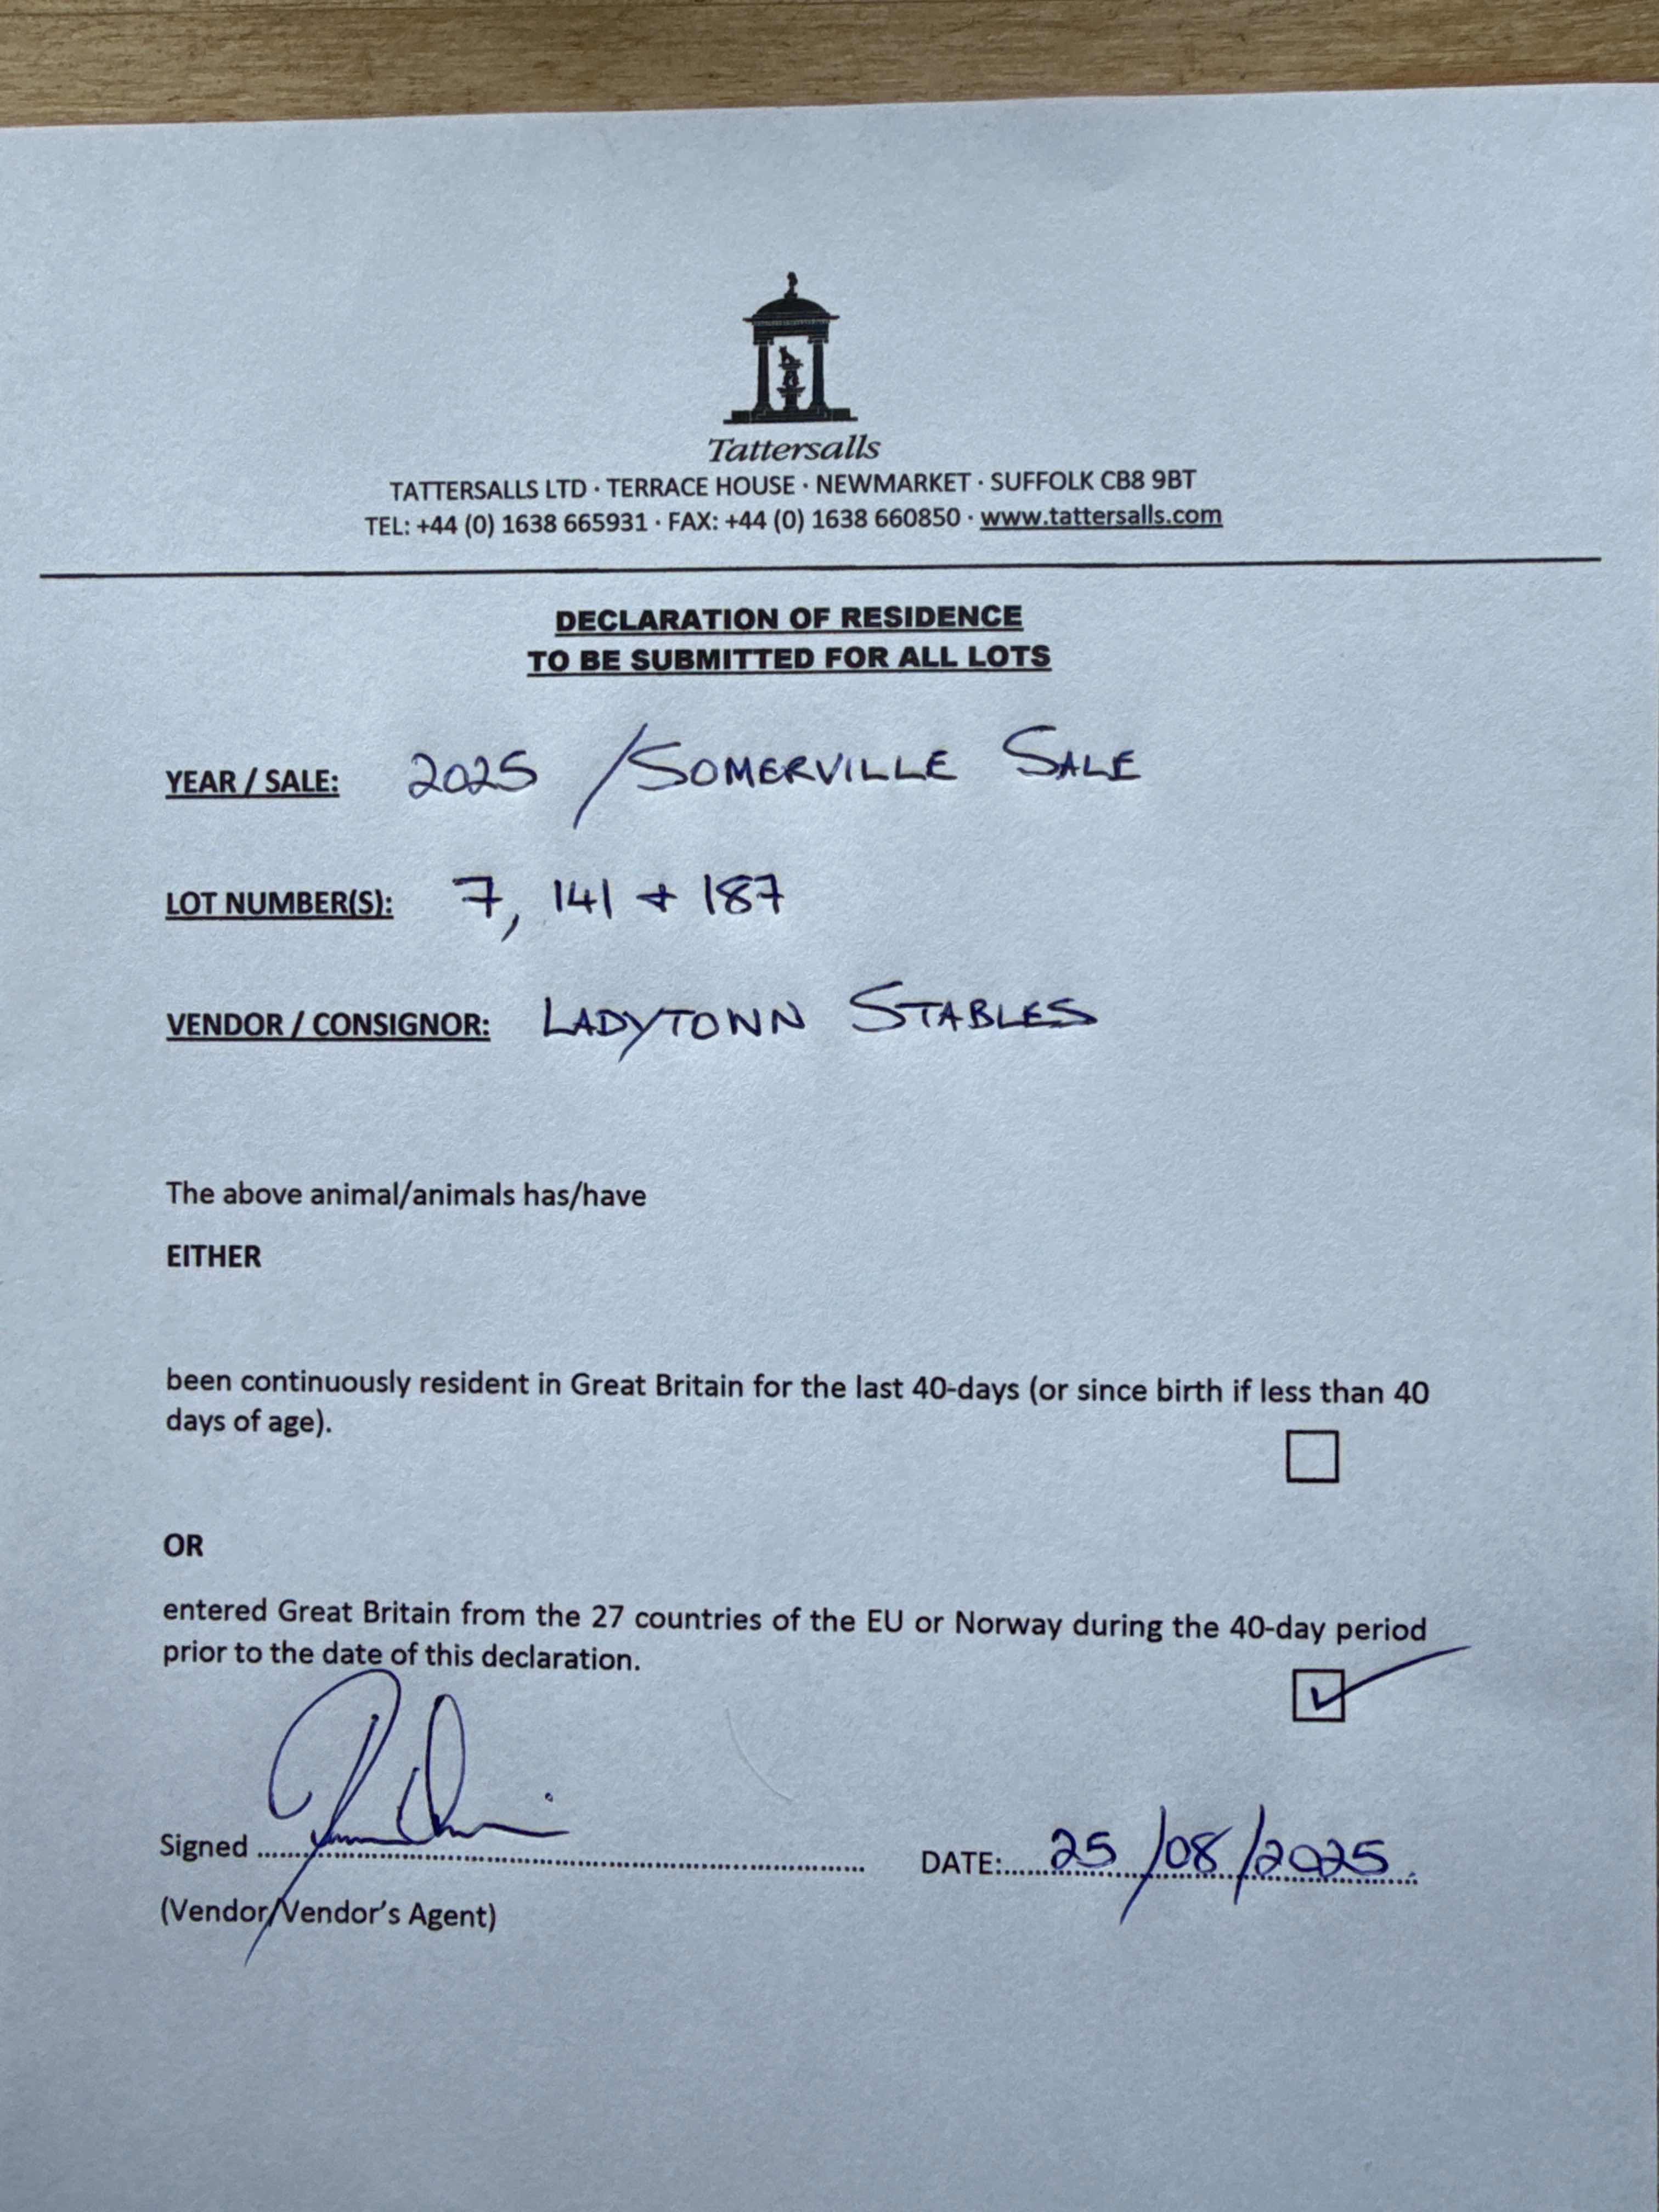 Tattersalls
TATTERSALLS LTD · TERRACE HOUSE · NEWMARKET · SUFFOLK CB8 9BT
TEL: +44 (0) 1638 665931 · FAX: +44 (0) 1638 660850 · www.tattersalls.com
DECLARATION OF RESIDENCE
TO BE SUBMITTED FOR ALL LOTS
YEAR / SALE: 2025 / SOMERVILLE SALE
LOT NUMBER(S): 7, 141 + 187
VENDOR / CONSIGNOR: LADYTOWN STABLES
The above animal/animals has/have
EITHER
been continuously resident in Great Britain for the last 40-days (or since birth if less than 40
days of age).
OR
entered Great Britain from the 27 countries of the EU or Norway during the 40-day period
prior to the date of this declaration.
Signed
DATE: 25/08/2025.
(Vendor/Vendor's Agent)